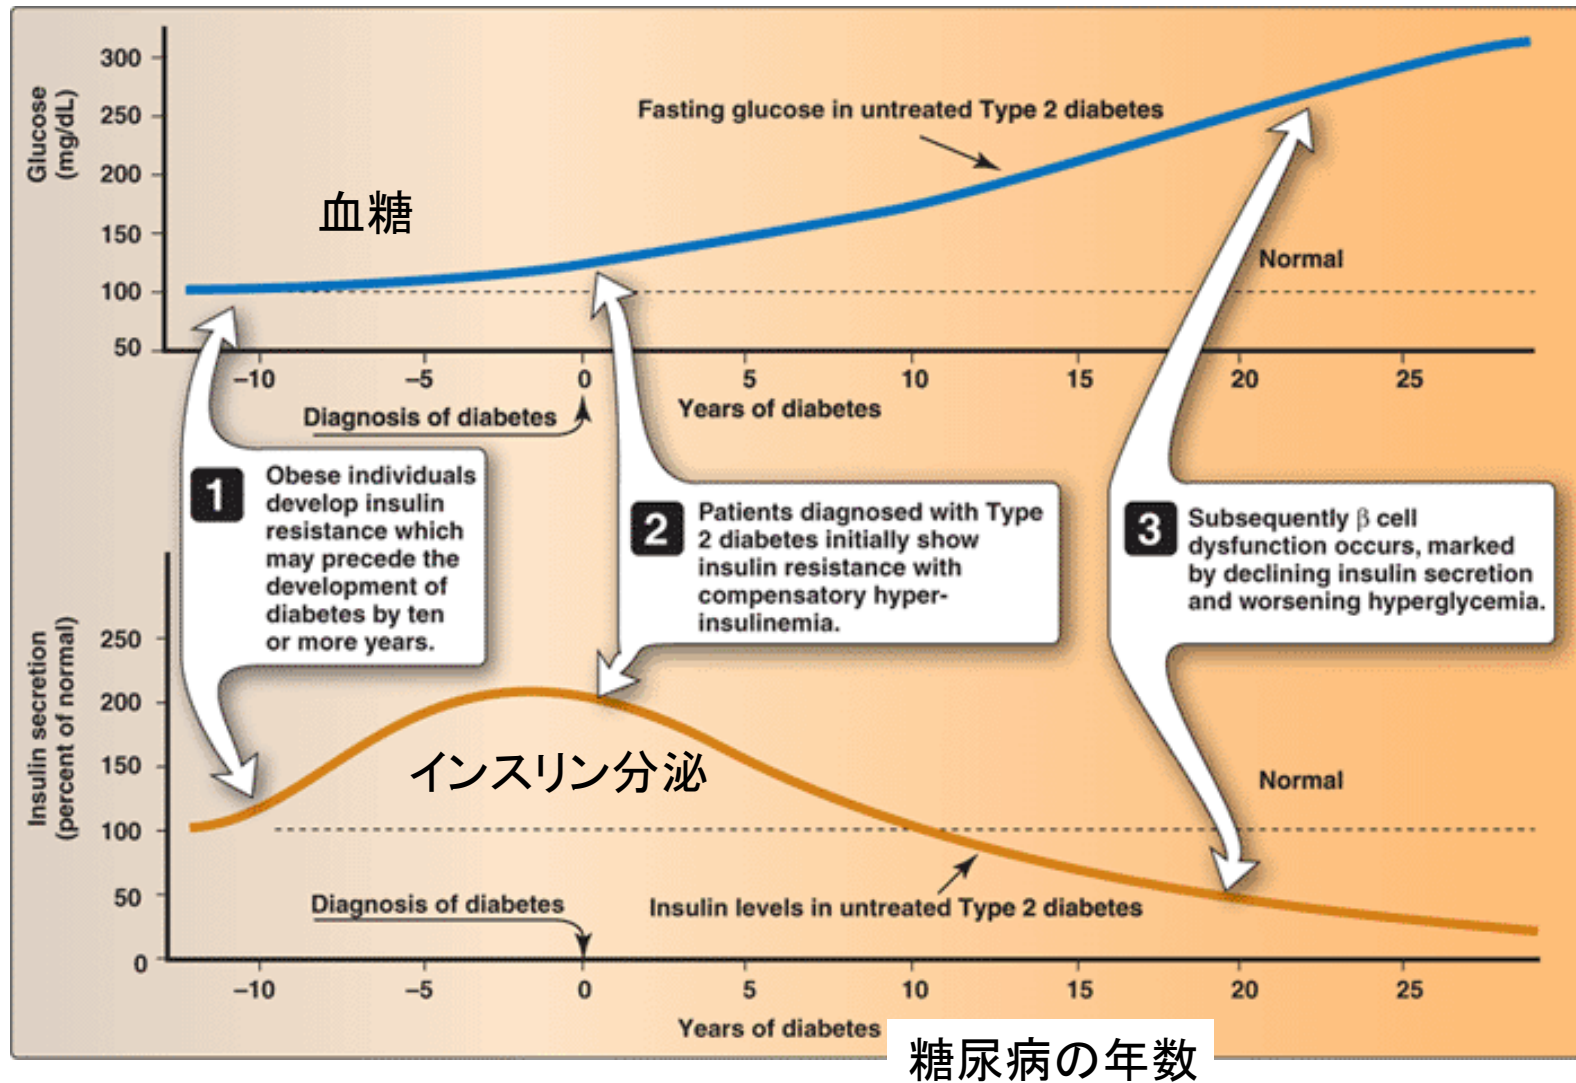 300
250
200
150
100
50
Glucose
(mg/dL)
Fasting glucose in untreated Type 2 diabetes
血糖
Normal
–10
–5
0
5
10
15
20
25
Diagnosis of diabetes
Years of diabetes
1
Obese individuals
develop insulin
resistance which
may precede the
development of
diabetes by ten
or more years.
2
Patients diagnosed with Type
2 diabetes initially show
insulin resistance with
compensatory hyper-
insulinemia.
3
Subsequently β cell
dysfunction occurs, marked
by declining insulin secretion
and worsening hyperglycemia.
250
200
150
100
50
0
Insulin secretion
(percent of normal)
インスリン分泌
Normal
Diagnosis of diabetes
Insulin levels in untreated Type 2 diabetes
–10
–5
0
5
10
15
20
25
Years of diabetes
糖尿病の年数